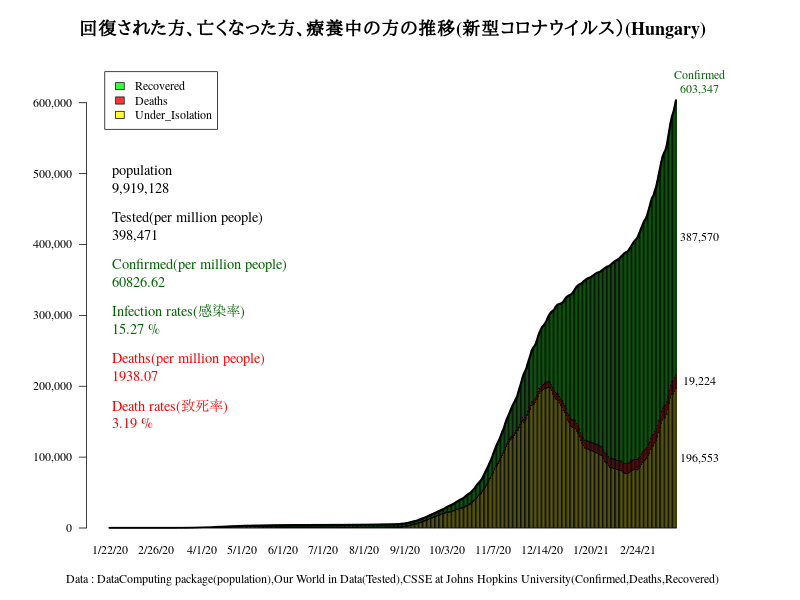 回復された方、亡くなった方、療養中の方の推移(新型コロナウイルス）(Hungary)
Confirmed
603,347
Recovered
Deaths
Under_Isolation
population
9,919,128
Tested(per million people)
398,471
Confirmed(per million people)
60826.62
Infection rates(感染率)
15.27 %
Deaths(per million people)
1938.07
Death rates(致死率)
3.19 %
600,000
500,000
400,000
300,000
200,000
100,000
0
387,570
19,224
196,553
1/22/20 2/26/20 4/1/20 5/1/20 6/1/20 7/1/20 8/1/20 9/1/20 10/3/20 11/7/20 12/14/20 1/20/21 2/24/21
Data : DataComputing package(population),Our World in Data(Tested),CSSE at Johns Hopkins University(Confirmed,Deaths,Recovered)